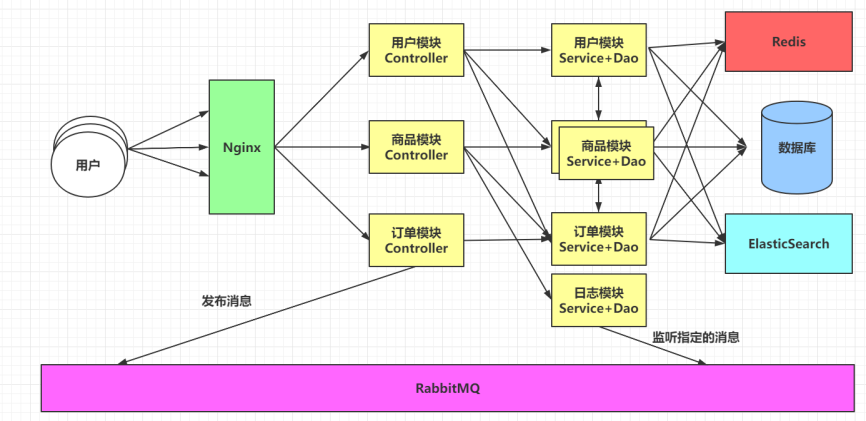 用户
Nginx
用户模块
Controller
商品模块
Controller
订单模块
Controller
用户模块
Service+Dao
商品模块
Service+Dao
订单模块
Service+Dao
日志模块
Service+Dao
Redis
数据库
ElasticSearch
发布消息
监听指定的消息
RabbitMQ